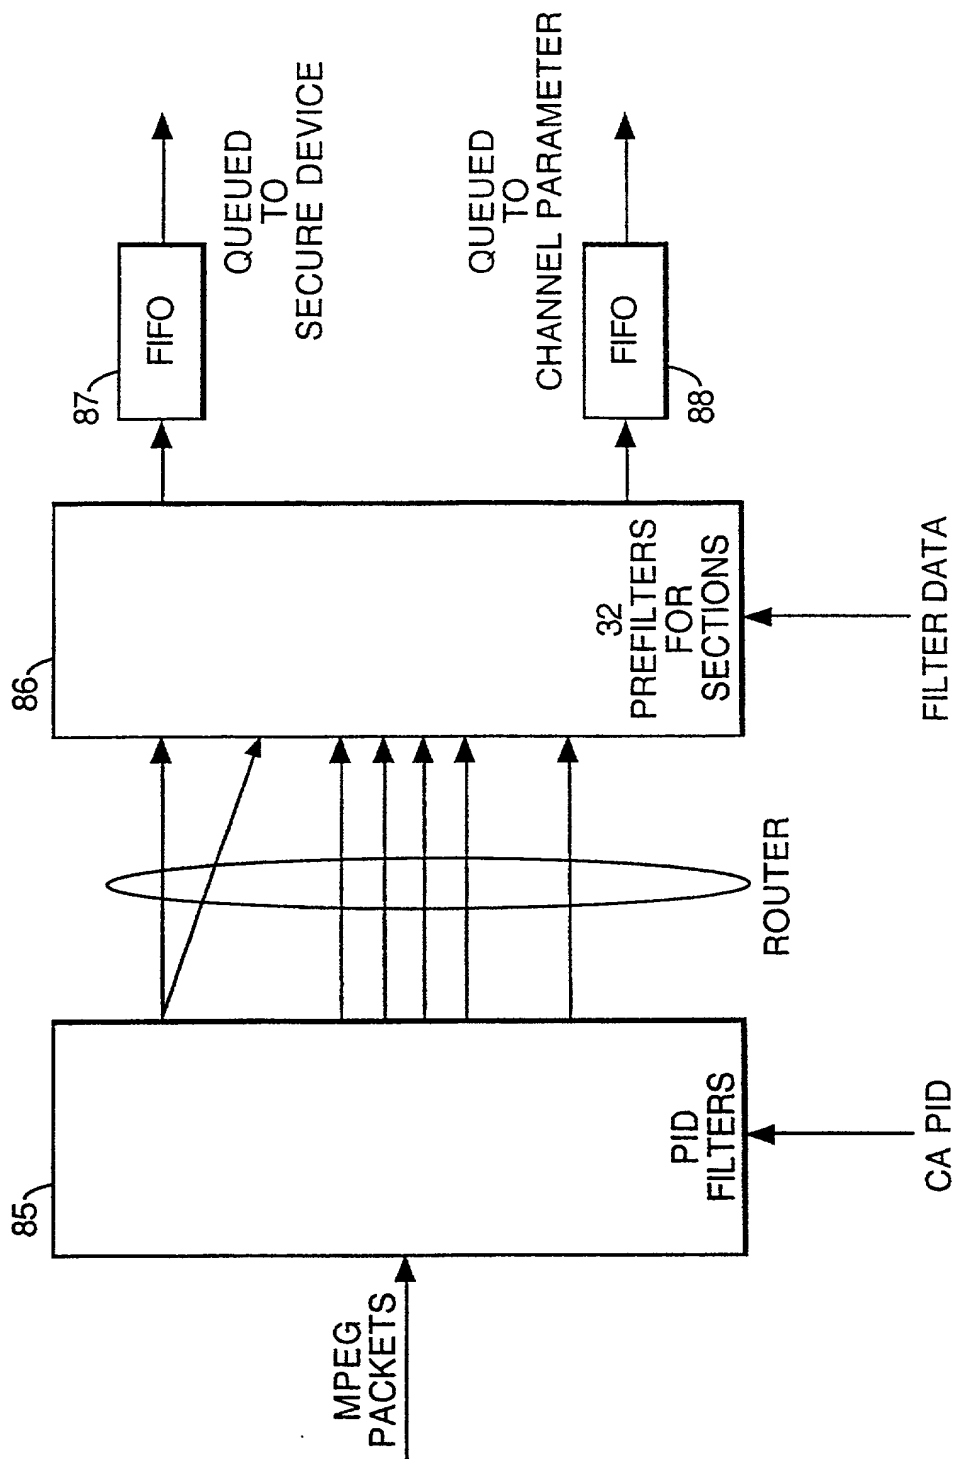 MPEG
PACKETS
85
PID
FILTERS
CA PID
ROUTER
86
32
PREFILTERS
FOR
SECTIONS
FILTER DATA
87
FIFO
QUEUED
TO
SECURE DEVICE
QUEUED
TO
CHANNEL PARAMETER
FIFO
88